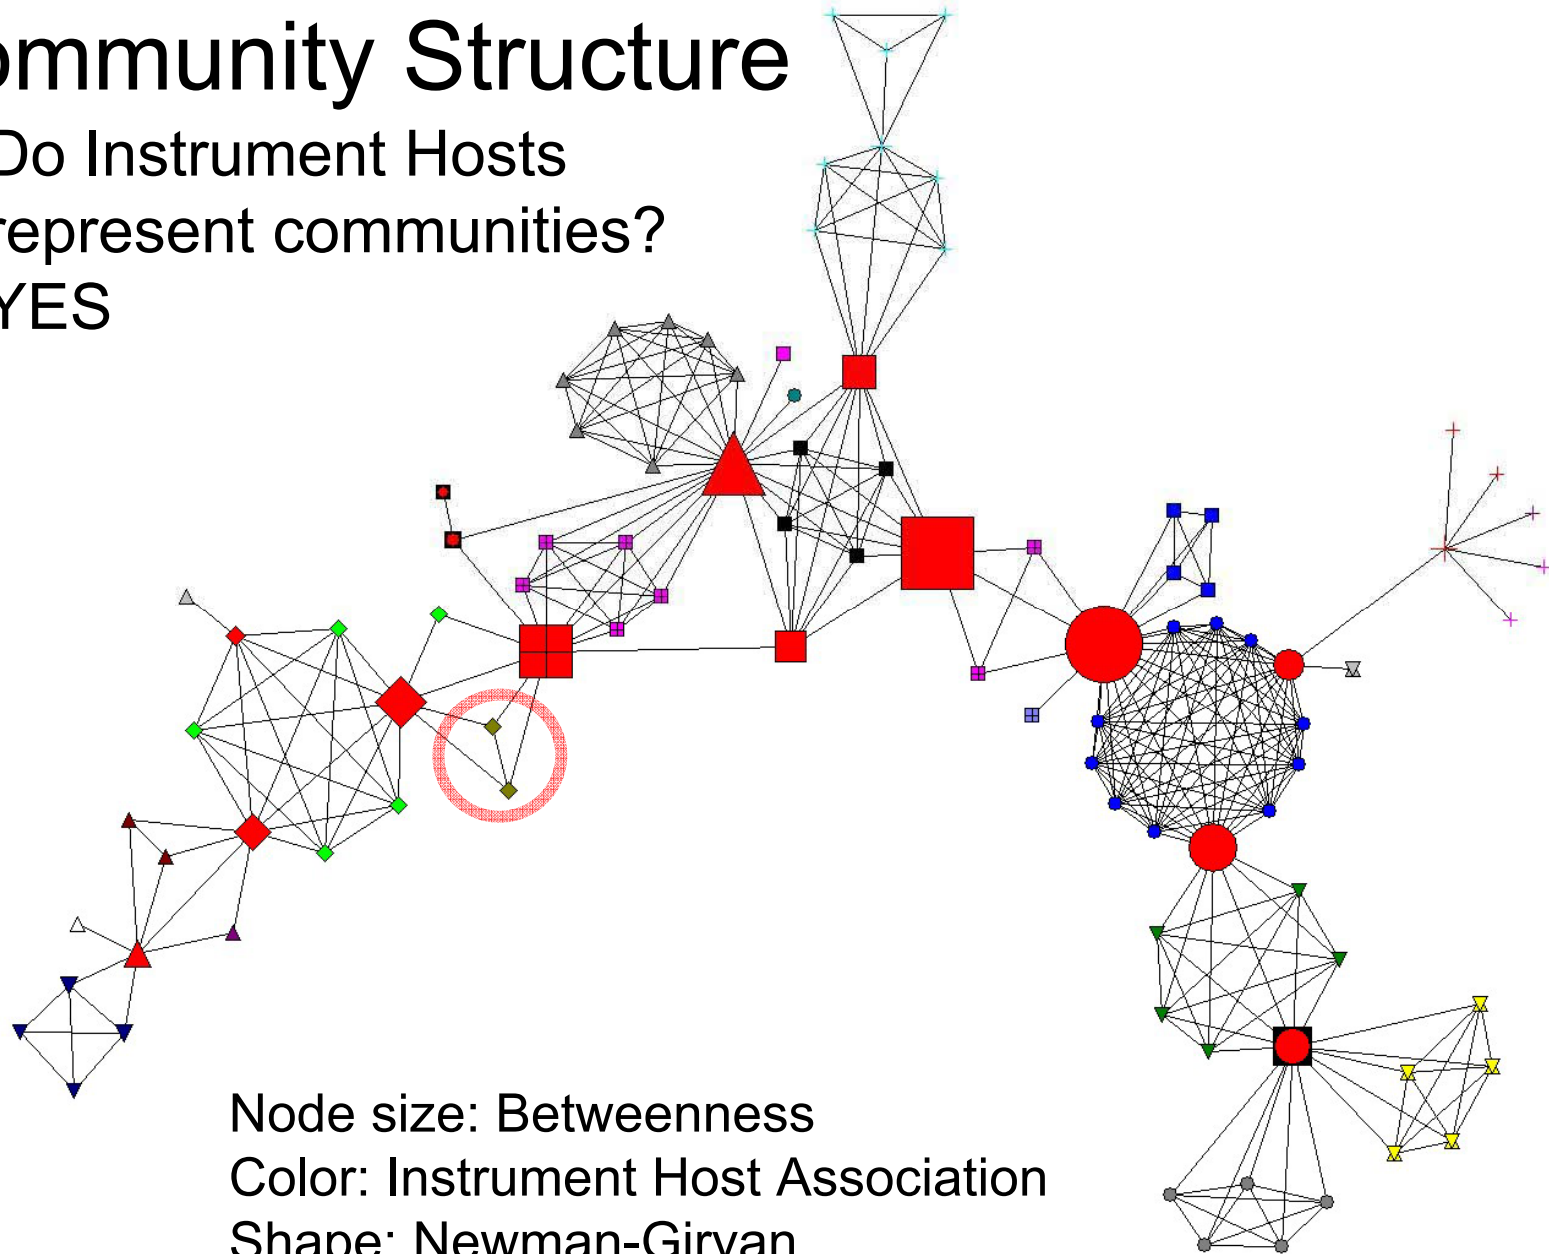 ommunity Structure
Do Instrument Hosts
represent communities?
YES
Node size: Betweenness
Color: Instrument Host Association
Shape: Newman-Girvan